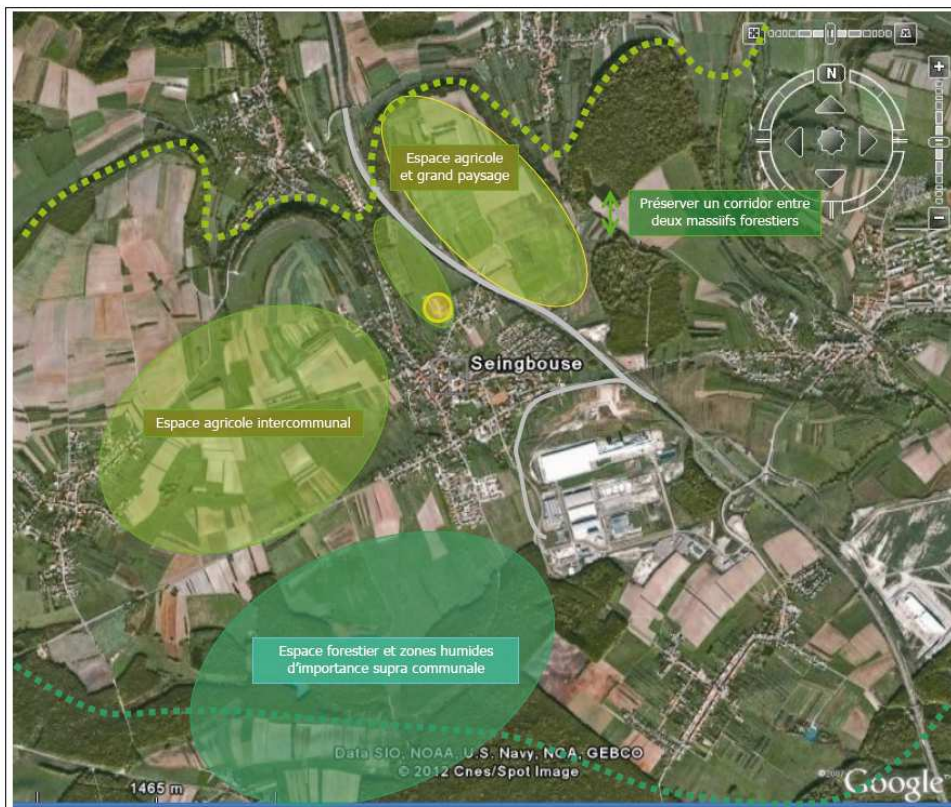 N
Espace agricole
et grand paysage
Préserver un corridor entre
deux massiifs forestiers
Seingbouse
Espace agricole intercommunal
Espace forestier et zones humides
d'importance supra communale
Data SIO, NOAA, U.S. Navy, NGA, GEBCO
© 2012 Cnes/Spot Image
1465 m
Google